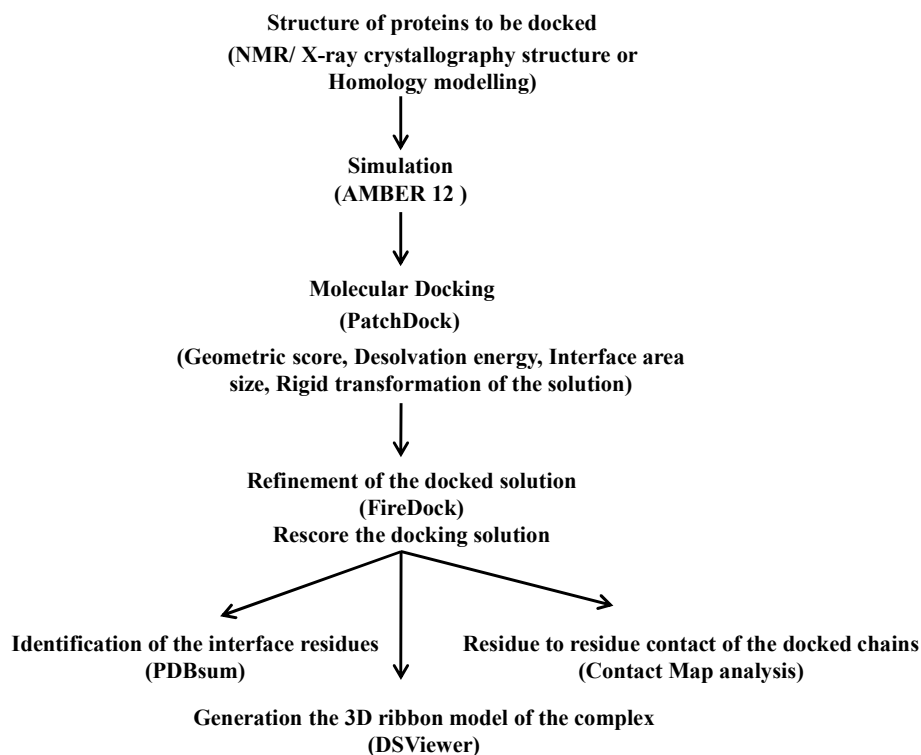 Structure of proteins to be docked
(NMR/ X-ray crystallography structure or
Homology modelling)
Simulation
(AMBER 12 )
Molecular Docking
(PatchDock)
(Geometric score, Desolvation energy, Interface area
size, Rigid transformation of the solution)
Refinement of the docked solution
(FireDock)
Rescore the docking solution
Identification of the interface residues
(PDBsum)
Residue to residue contact of the docked chains
(Contact Map analysis)
Generation the 3D ribbon model of the complex
(DSViewer)